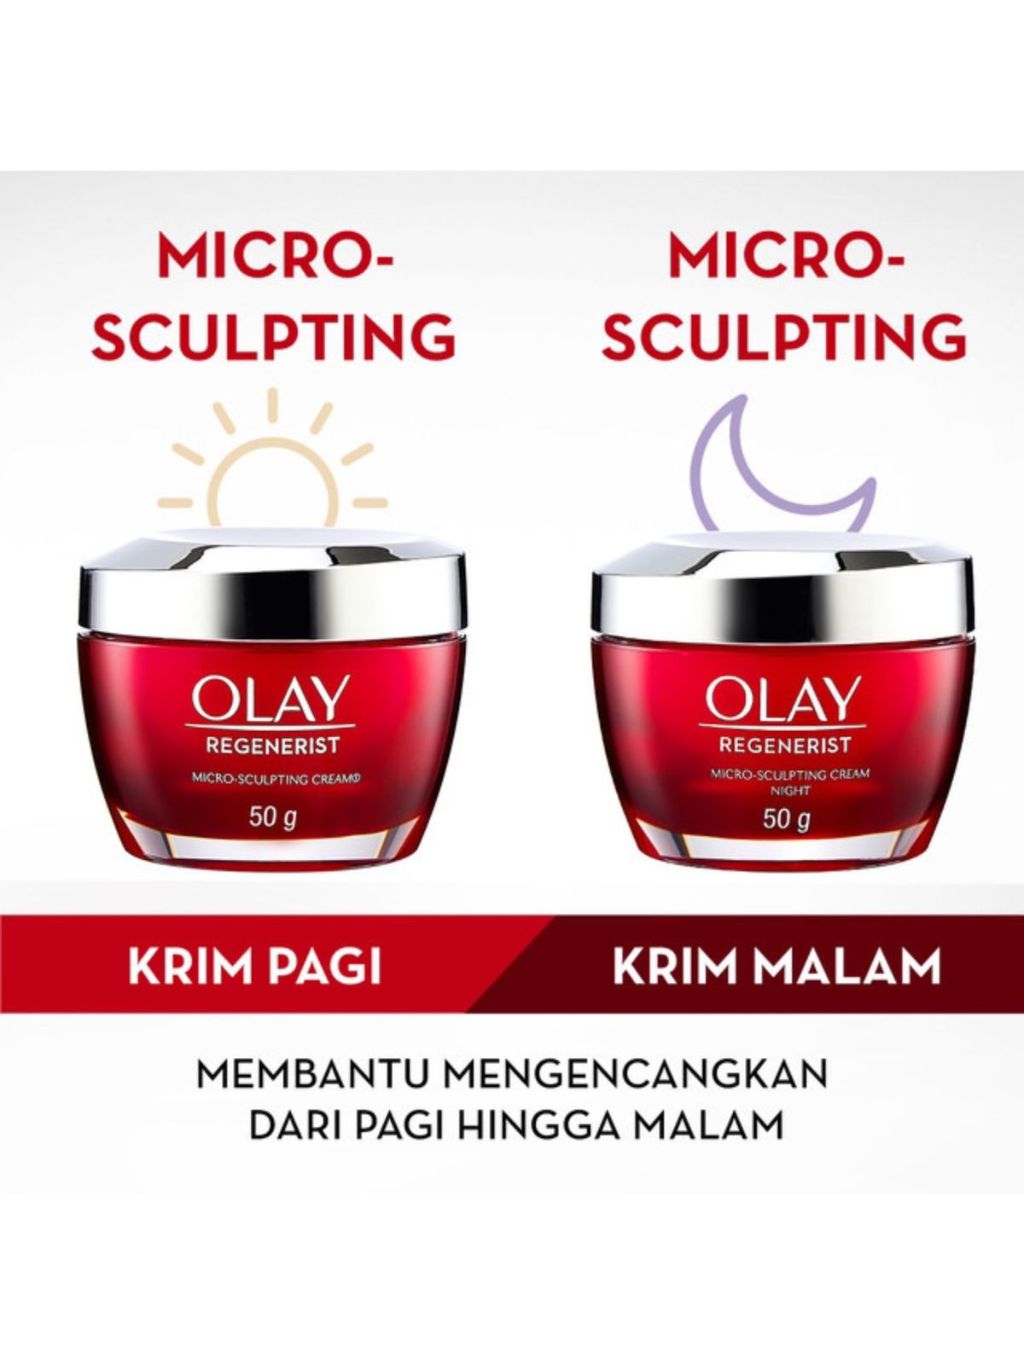 MICRO-
SCULPTING
MICRO-
SCULPTING
OLAY
REGENERIST
MICRO-SCULPTING CREAM®
50 g
OLAY
REGENERIST
MICRO-SCULPTING CREAM
NIGHT
50 g
KRIM PAGI
KRIM MALAM
MEMBANTU MENGENCANGKAN
DARI PAGI HINGGA MALAM